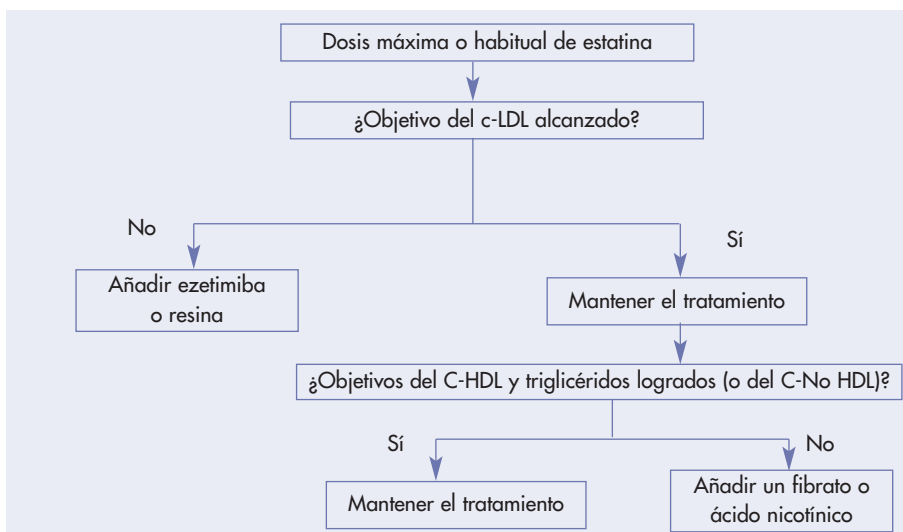 Dosis máxima o habitual de estatina
¿Objetivo del c-LDL alcanzado?
No
Sí
Añadir ezetimiba
o resina
Mantener el tratamiento
¿Objetivos del C-HDL y triglicéridos logrados (o del C-No HDL)?
Sí
No
Mantener el tratamiento
Añadir un fibrato o
ácido nicotínico